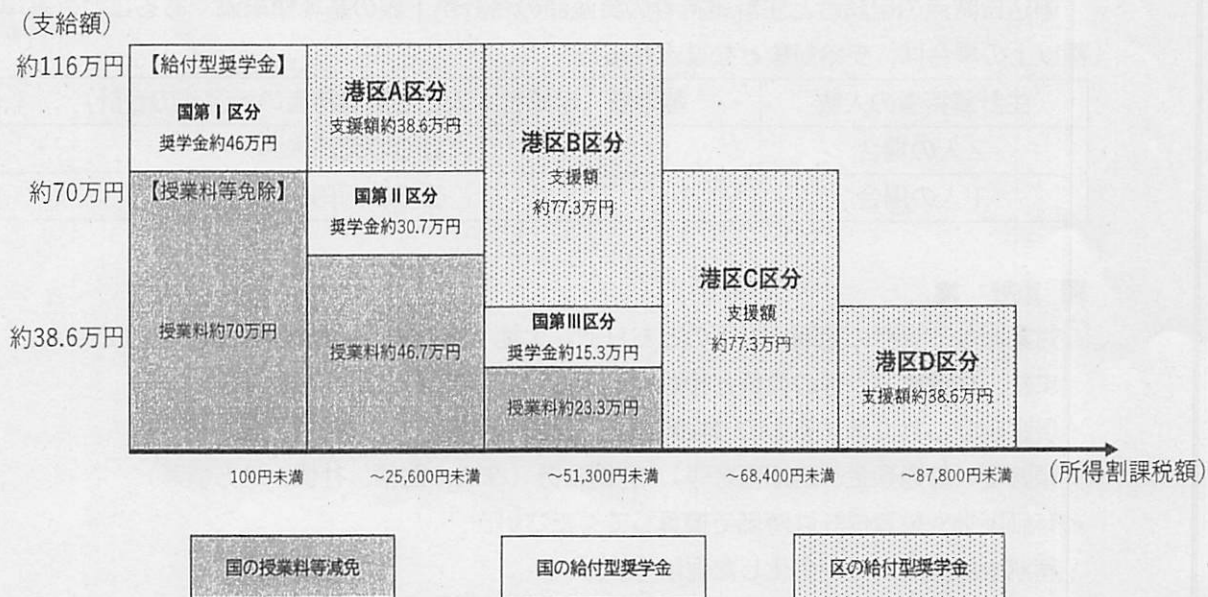 （支給額）
約116万円
約70万円
約38.6万円
【給付型奨学金】
国第Ⅰ区分
奨学金約46万円
【授業料等免除】
授業料約70万円
港区A区分
支援額約38.6万円
国第Ⅱ区分
奨学金約30.7万円
授業料約46.7万円
港区B区分
支援額
約77.3万円
国第Ⅲ区分
奨学金約15.3万円
授業料約23.3万円
港区C区分
支援額
約77.3万円
港区D区分
支援額約38.6万円
100円未満
～25,600円未満
～51,300円未満
～68,400円未満
～87,800円未満
（所得割課税額）
国の授業料等減免
国の給付型奨学金
区の給付型奨学金